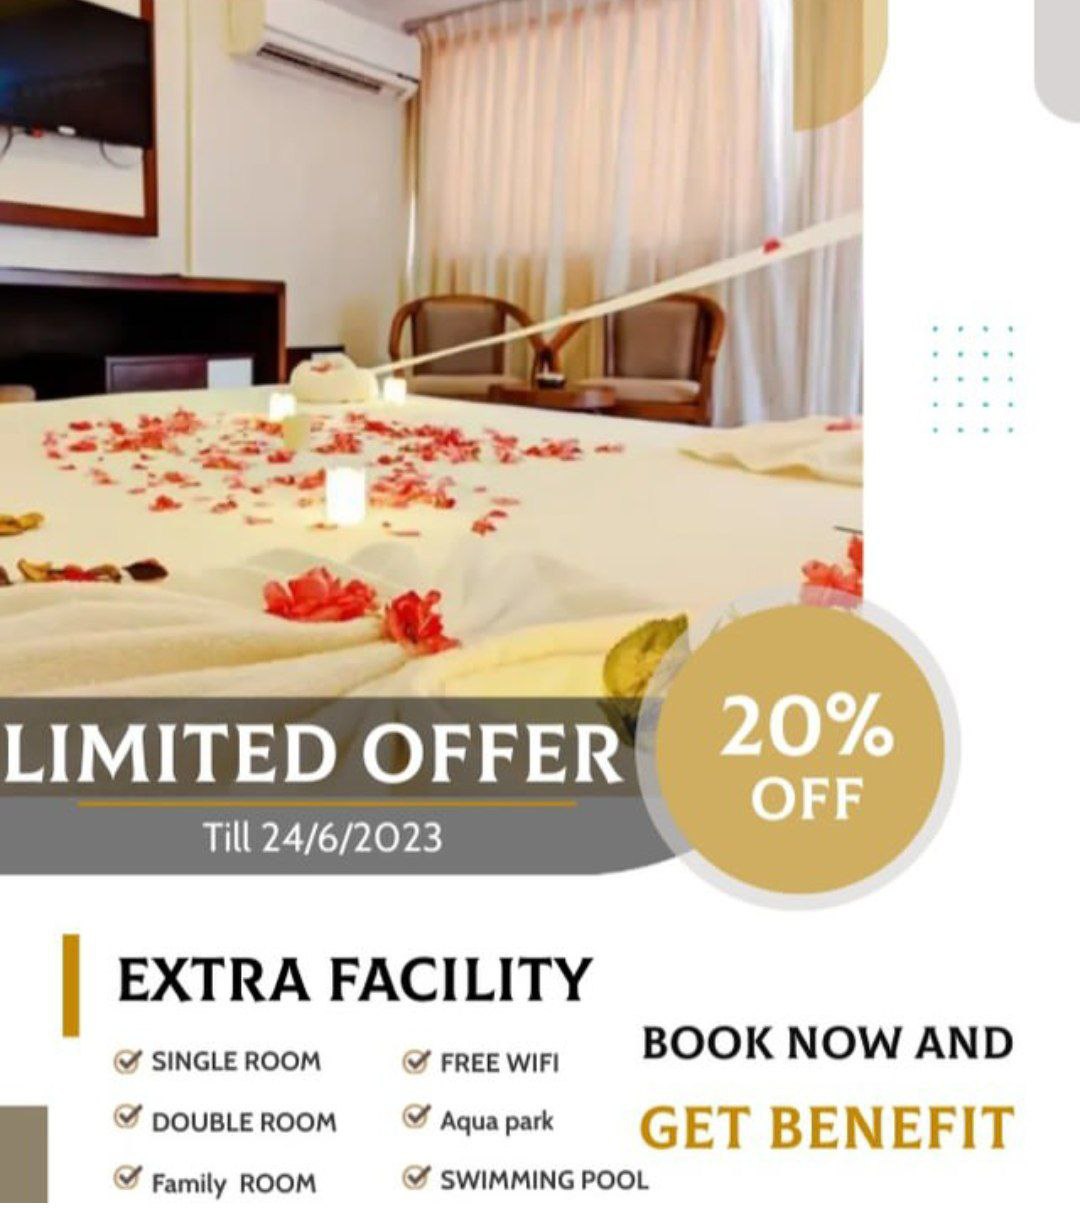 LIMITED OFFER
Till 24/6/2023
20%
OFF
EXTRA FACILITY
SINGLE ROOM
DOUBLE ROOM
Family ROOM
FREE WIFI
Aqua park
SWIMMING POOL
BOOK NOW AND
GET BENEFIT